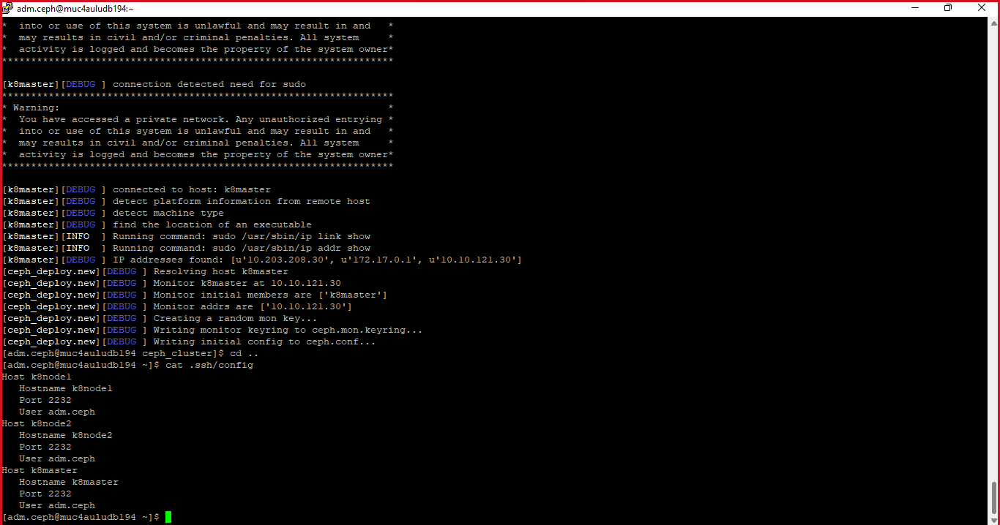 adm.ceph@muc4auludb194:~
*  into or use of this system is unlawful and may result in and   *
*  may results in civil and/or criminal penalties. All system     *
*  activity is logged and becomes the property of the system owner*
*******************************************************************
[k8master][DEBUG ] connection detected need for sudo
*******************************************************************
* Warning:                                                        *
*  You have accessed a private network. Any unauthorized entrying *
*  into or use of this system is unlawful and may result in and   *
*  may results in civil and/or criminal penalties. All system     *
*  activity is logged and becomes the property of the system owner*
*******************************************************************
[k8master][DEBUG ] connected to host: k8master
[k8master][DEBUG ] detect platform information from remote host
[k8master][DEBUG ] detect machine type
[k8master][DEBUG ] find the location of an executable
[k8master][INFO  ] Running command: sudo /usr/sbin/ip link show
[k8master][INFO  ] Running command: sudo /usr/sbin/ip addr show
[k8master][DEBUG ] IP addresses found: [u'10.203.208.30', u'172.17.0.1', u'10.10.121.30']
[ceph_deploy.new][DEBUG ] Resolving host k8master
[ceph_deploy.new][DEBUG ] Monitor k8master at 10.10.121.30
[ceph_deploy.new][DEBUG ] Monitor initial members are ['k8master']
[ceph_deploy.new][DEBUG ] Monitor addrs are ['10.10.121.30']
[ceph_deploy.new][DEBUG ] Creating a random mon key...
[ceph_deploy.new][DEBUG ] Writing monitor keyring to ceph.mon.keyring...
[ceph_deploy.new][DEBUG ] Writing initial config to ceph.conf...
[adm.ceph@muc4auludb194 ceph_cluster]$ cd ..
[adm.ceph@muc4auludb194 ~]$ cat .ssh/config
Host k8node1
   Hostname k8node1
   Port 2232
   User adm.ceph
Host k8node2
   Hostname k8node2
   Port 2232
   User adm.ceph
Host k8master
   Hostname k8master
   Port 2232
   User adm.ceph
[adm.ceph@muc4auludb194 ~]$